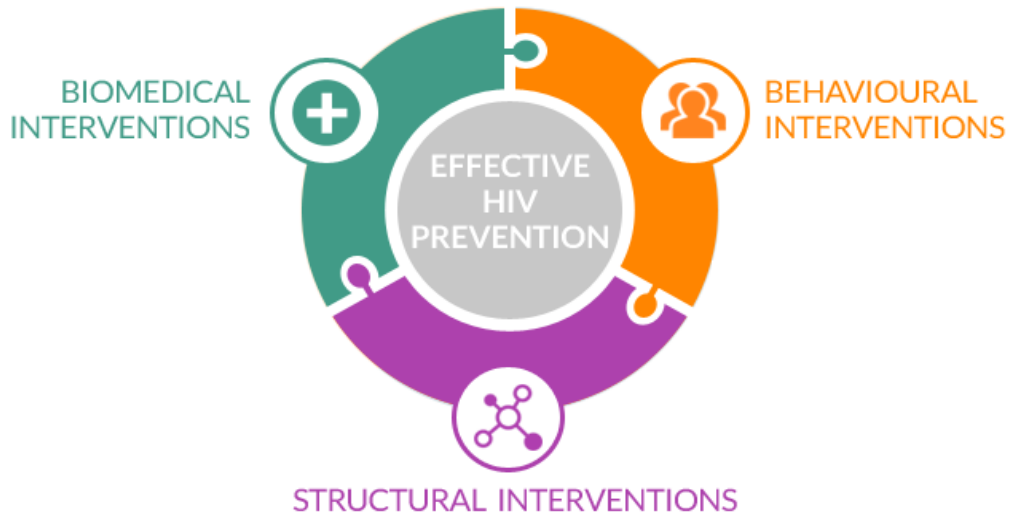 BIOMEDICAL
INTERVENTIONS
BEHAVIOURAL
INTERVENTIONS
EFFECTIVE
HIV
PREVENTION
STRUCTURAL INTERVENTIONS